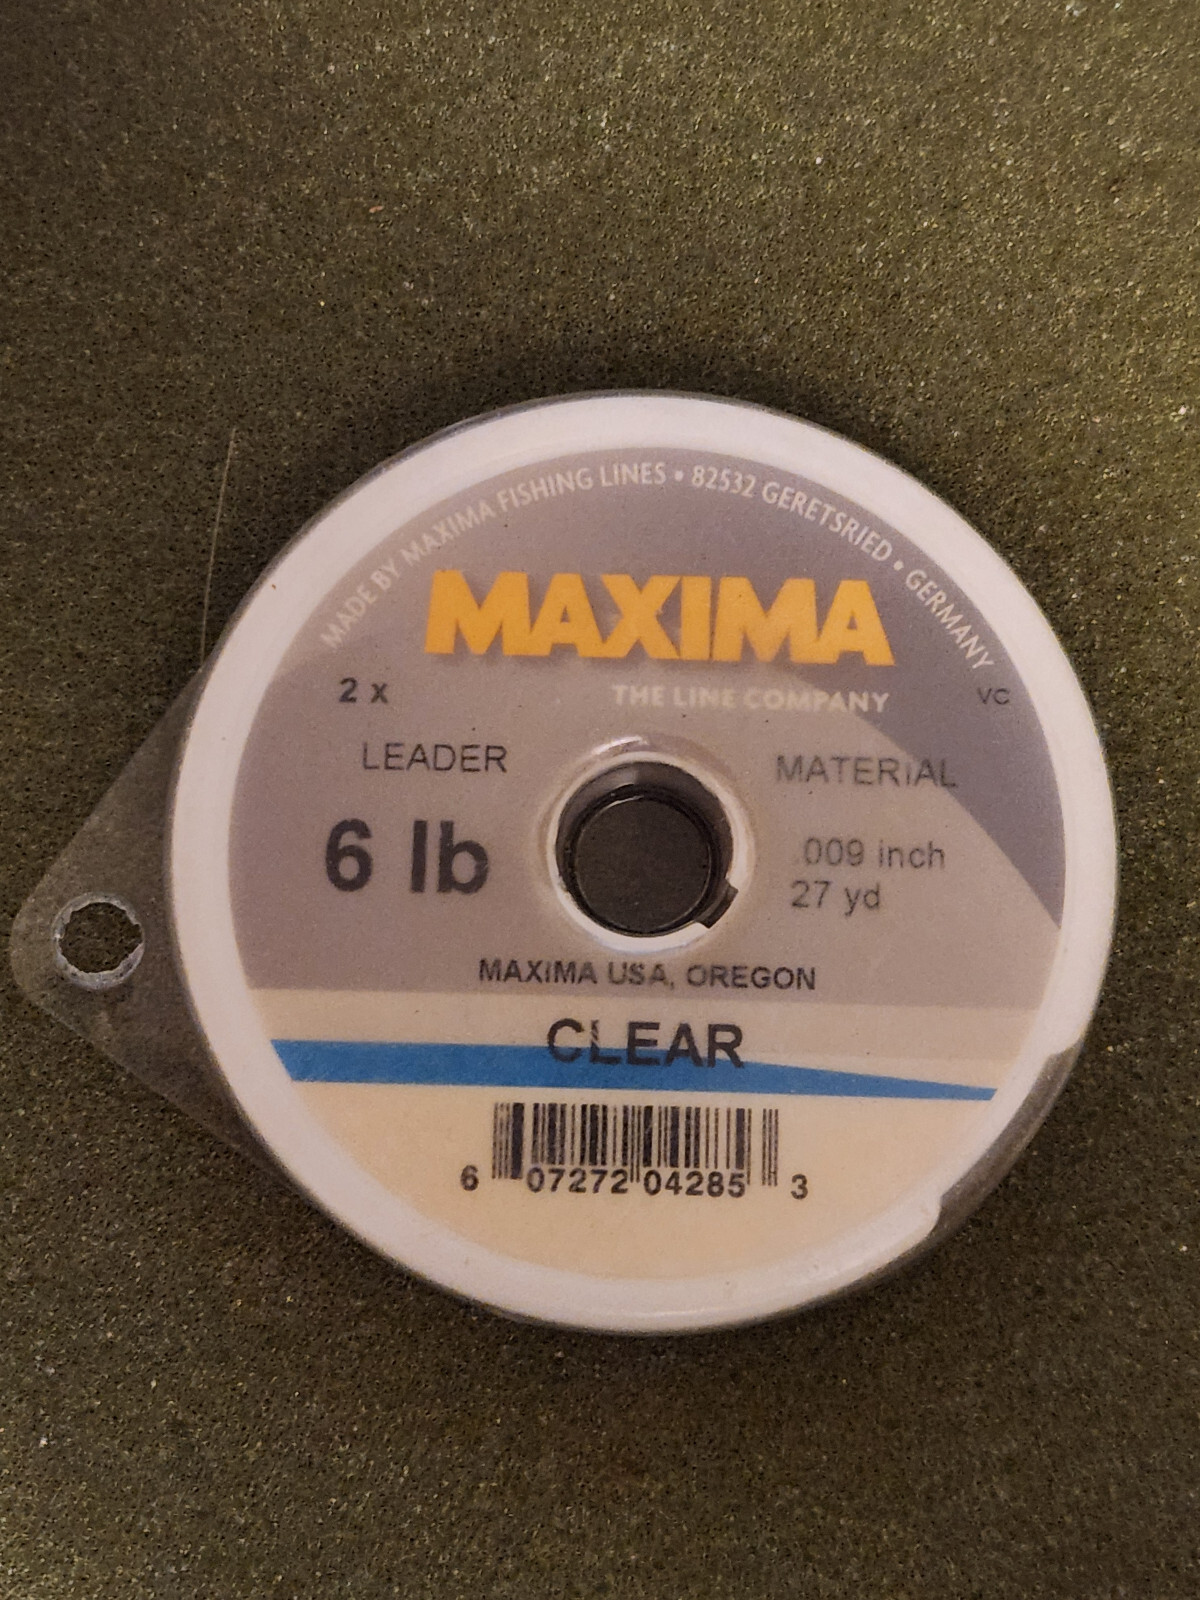 MADE BY MAXIMA FISHING LINES • 82532 GERETSRIED • GERMANY
MAXIMA
THE LINE COMPANY
2 x
VC
LEADER
MATERIAL
6 lb
.009 inch
27 yd
MAXIMA USA, OREGON
CLEAR
6 07272 04285 3